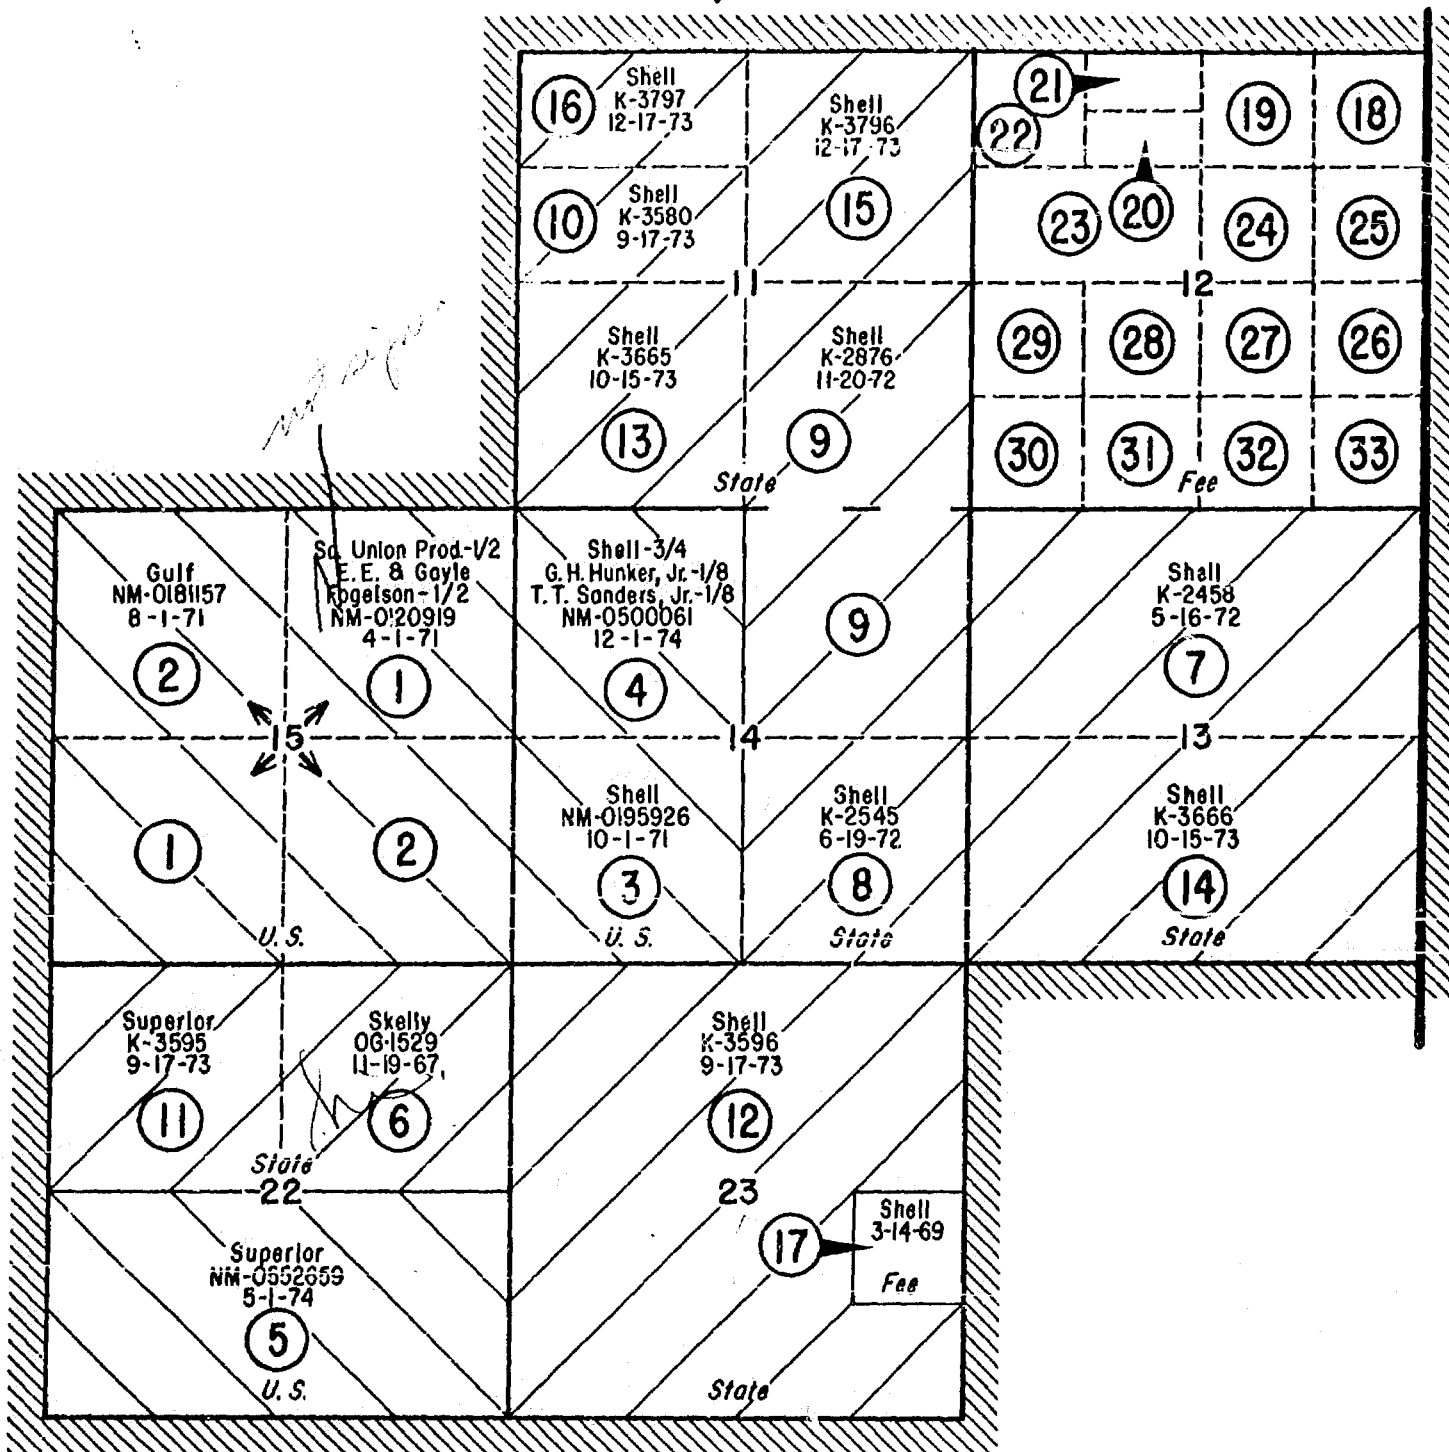 16
Shell
K-3797
12-17-73
Shell
K-3796
12-17-73
15
21
22
19
18
10
Shell
K-3580
9-17-73
23
20
24
25
11
12
Shell
K-3665
10-15-73
13
Shell
K-2876
11-20-72
9
State
29
28
27
26
30
31
32
33
Fee
not signed
Gulf
NM-0181157
8-1-71
2
So. Union Prod.-1/2
E.E. & Gayle
Fogelson-1/2
NM-0120919
4-1-71
1
Shell-3/4
G.H. Hunker, Jr.-1/8
T.T. Sanders, Jr.-1/8
NM-0500061
12-1-74
4
9
Shell
K-2458
5-16-72
7
15
14
13
1
2
U.S.
Shell
NM-0195926
10-1-71
3
U.S.
Shell
K-2545
6-19-72
8
State
Shell
K-3666
10-15-73
14
State
Superior
K-3595
9-17-73
11
Skelly
OG-1529
11-19-67
6
State
22
Shell
K-3596
9-17-73
12
23
17
Shell
3-14-69
Fee
Superior
NM-0552659
5-1-74
5
U.S.
State